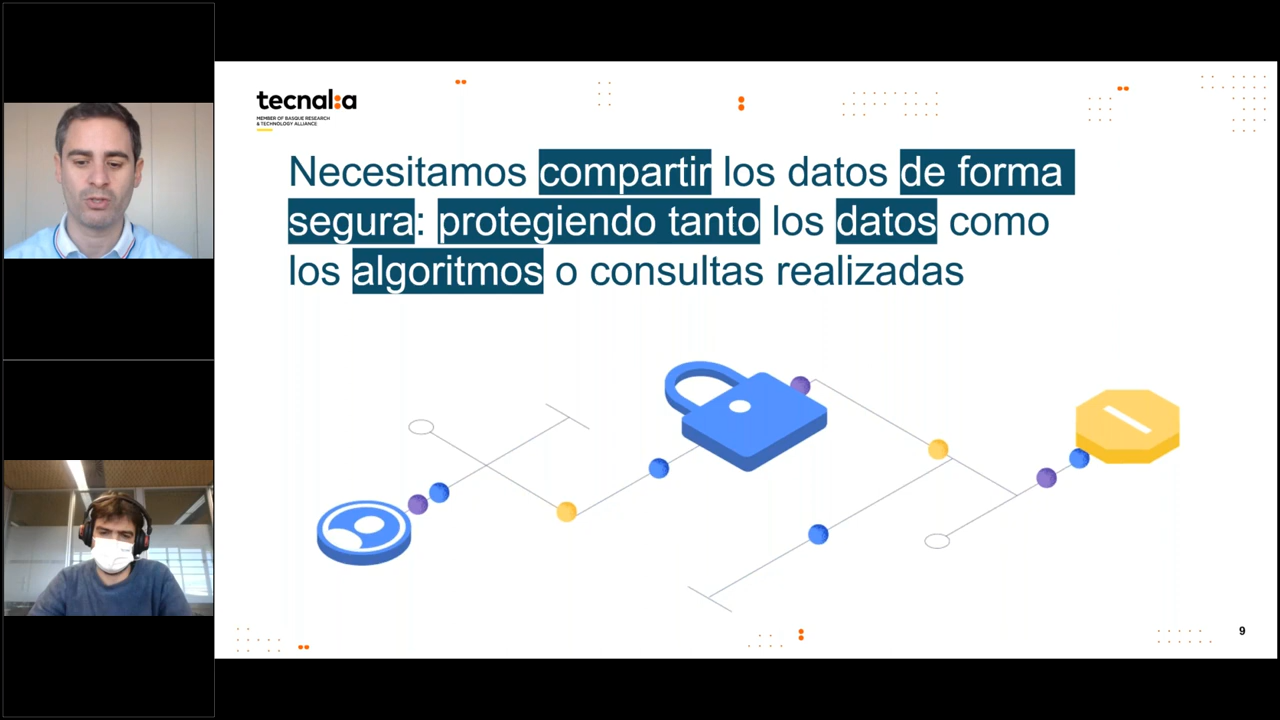 tecnal:a
MEMBER OF BASQUE RESEARCH
& TECHNOLOGY ALLIANCE
Necesitamos compartir los datos de forma
segura: protegiendo tanto los datos como
los algoritmos o consultas realizadas
9